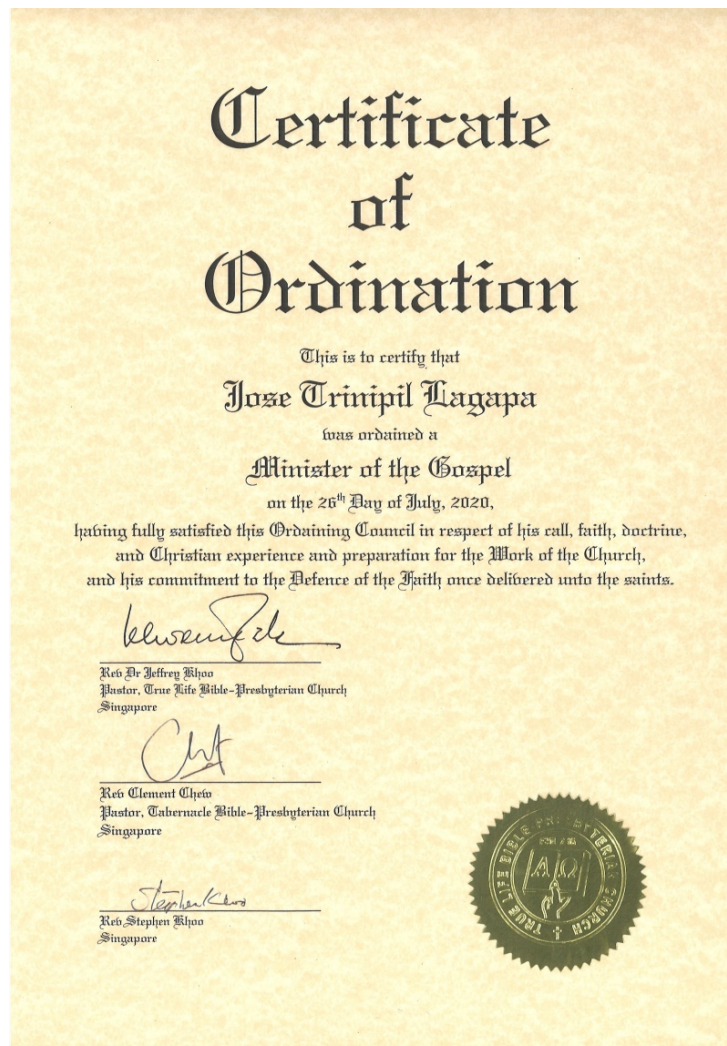 Certificate
of
Ordination
This is to certify that
Jose Trinipil Lagapa
was ordained a
Minister of the Gospel
on the 26th Day of July, 2020,
having fully satisfied this Ordaining Council in respect of his call, faith, doctrine,
and Christian experience and preparation for the Work of the Church,
and his commitment to the Defence of the Faith once delivered unto the saints.
Rev Dr Jeffrey Khoo
Pastor, True Life Bible-Presbyterian Church
Singapore
Rev Clement Chew
Pastor, Tabernacle Bible-Presbyterian Church
Singapore
Stephen Khoo
Rev Stephen Khoo
Singapore
TRUE LIFE BIBLE PRESBYTERIAN CHURCH
ΑΩ